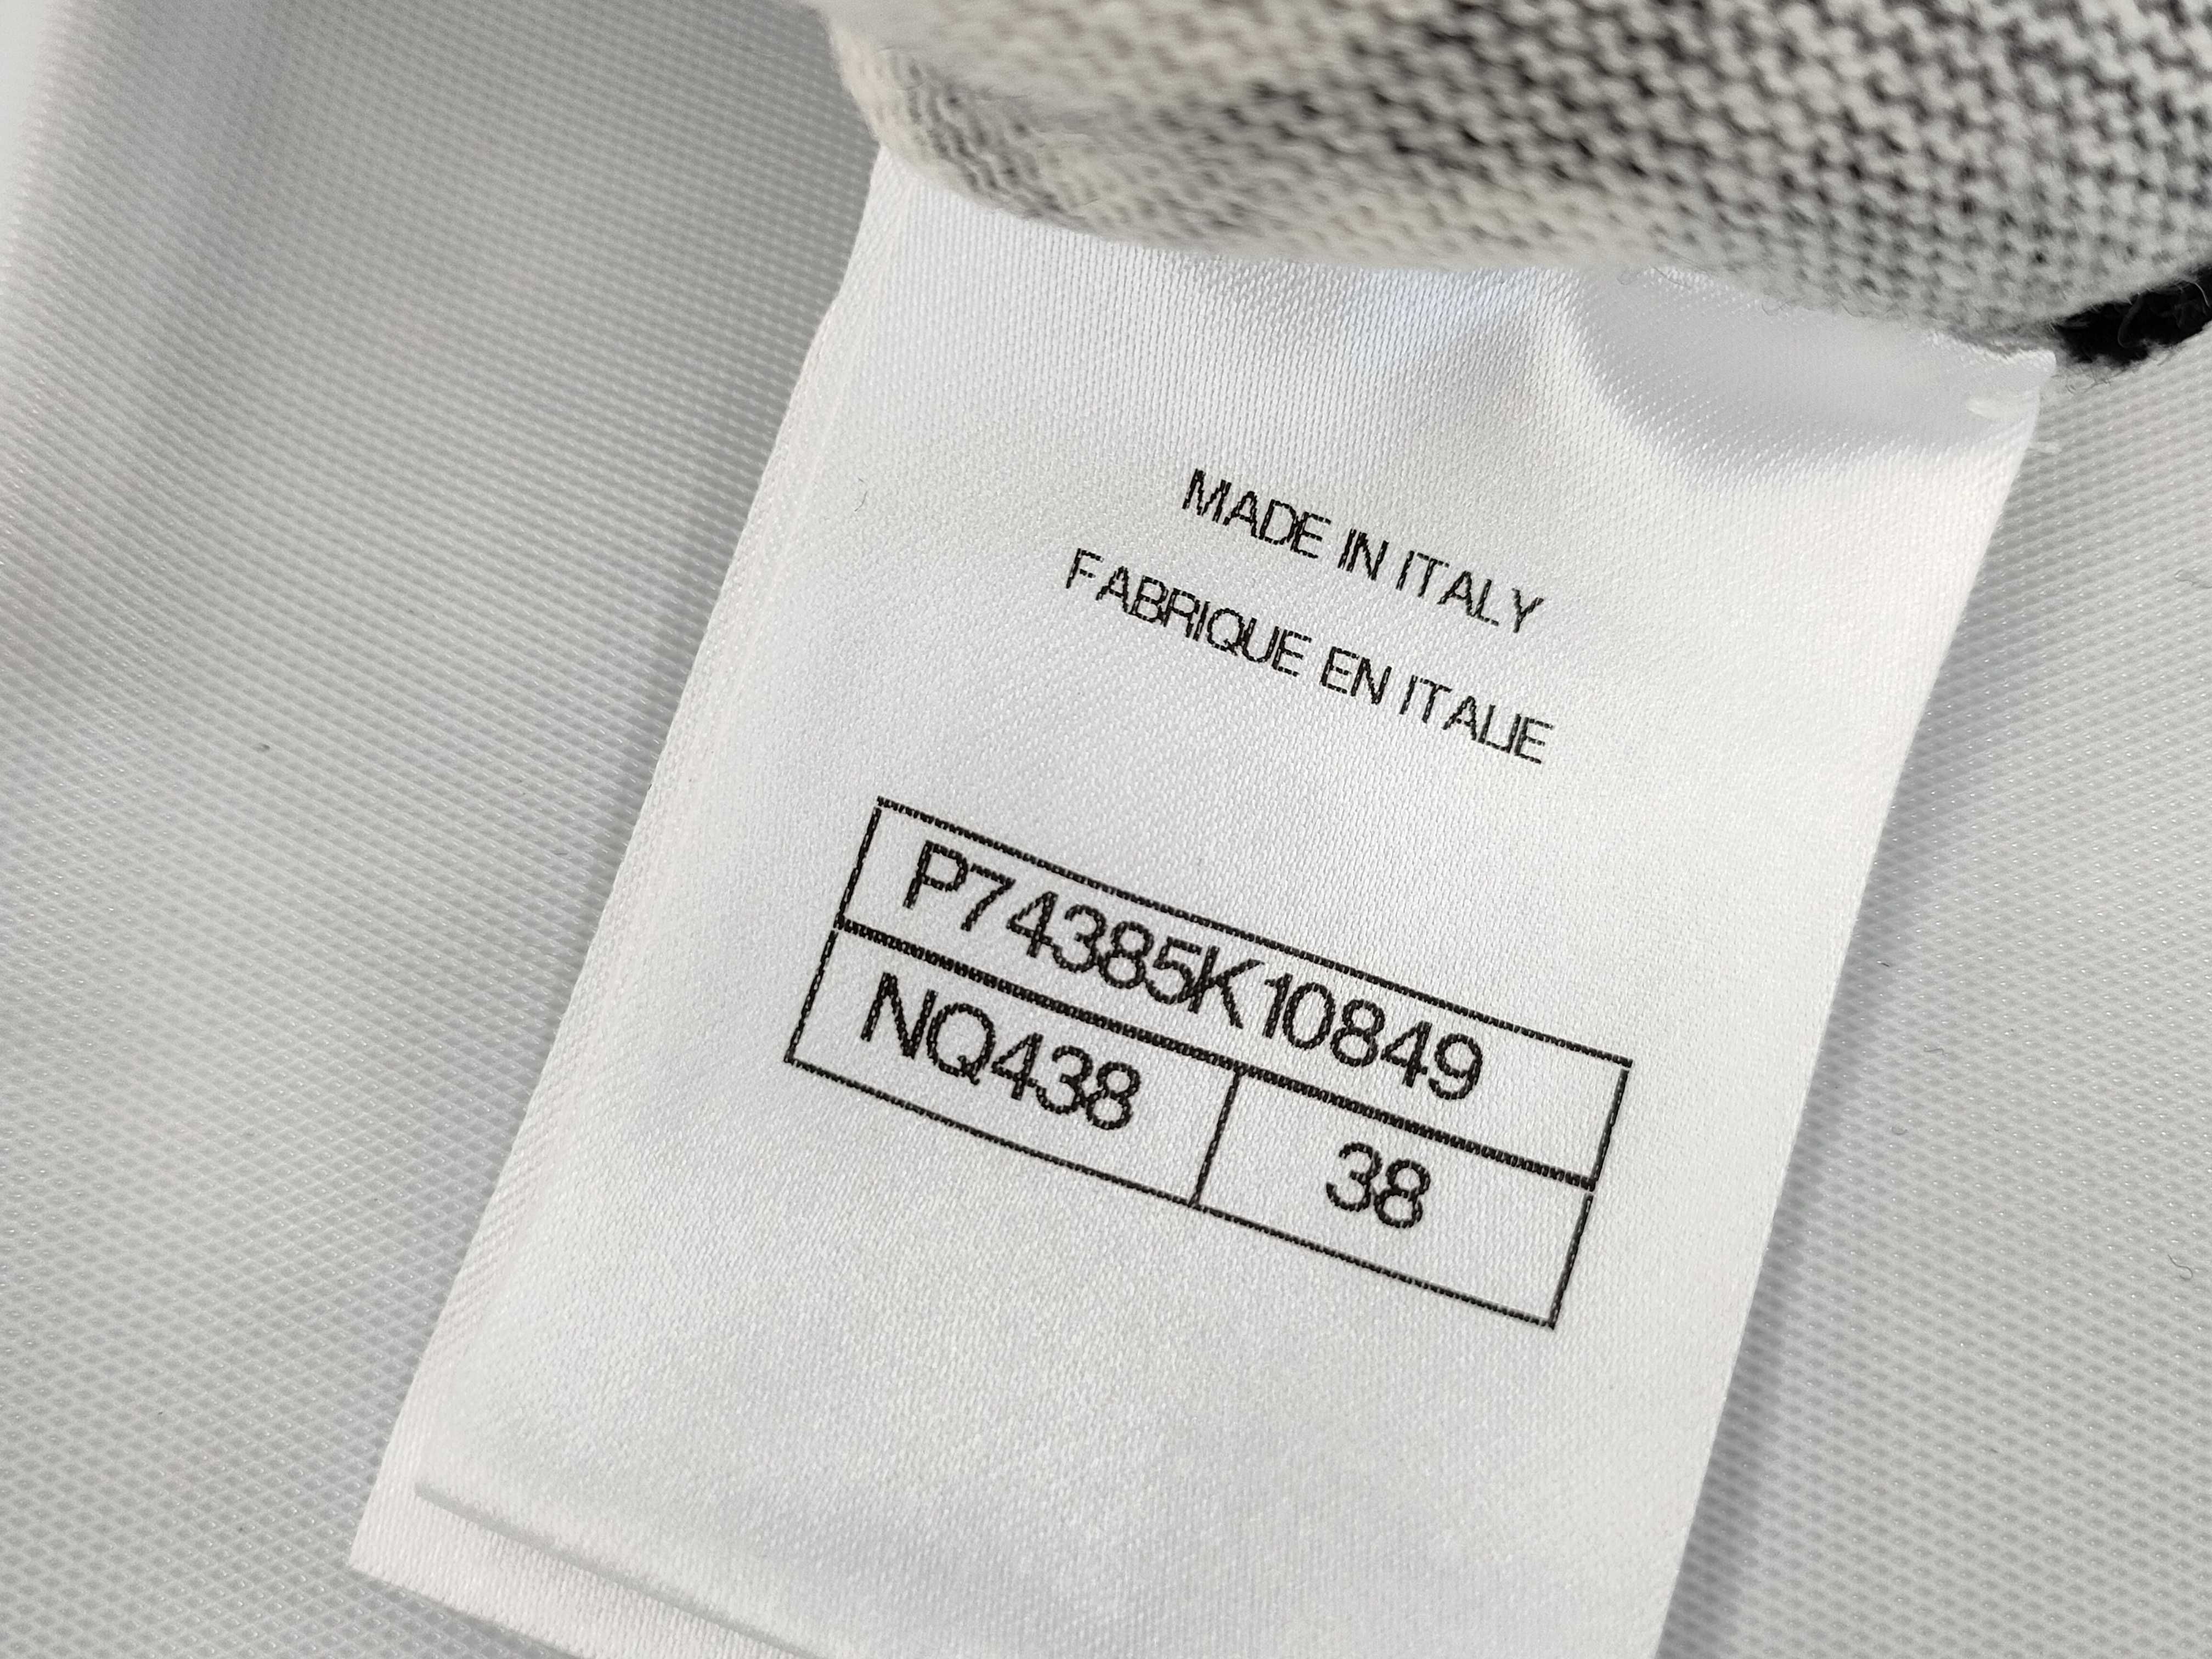 MADE IN ITALY
FABRIQUE EN ITALIE
P74385K10849
NQ438 38